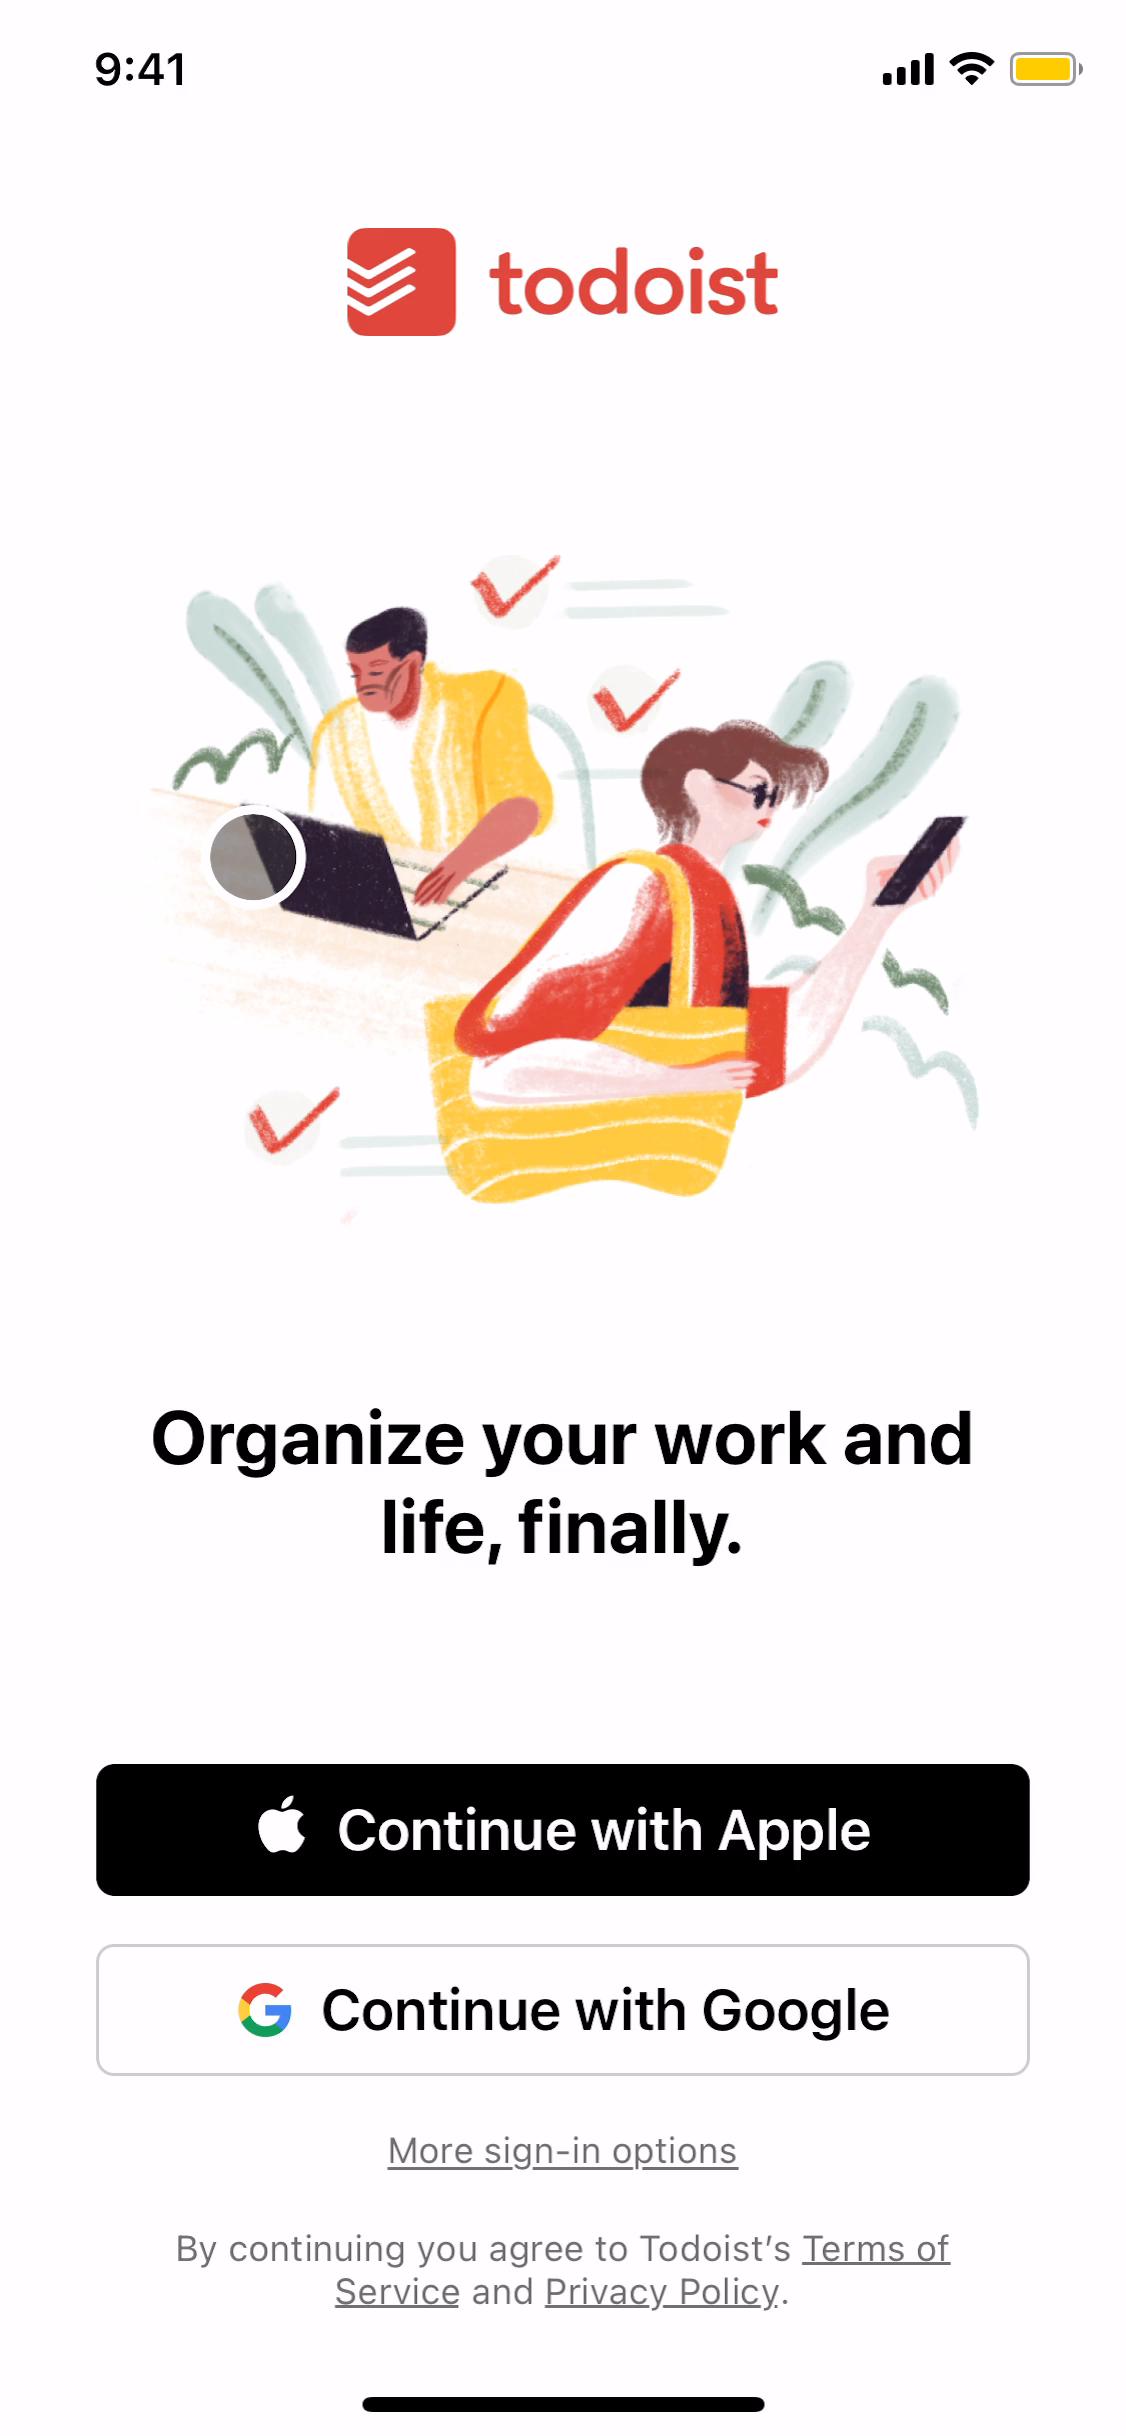 9:41
todoist
Organize your work and
life, finally.
Continue with Apple
Continue with Google
More sign-in options
By continuing you agree to Todoist’s Terms of
Service and Privacy Policy.